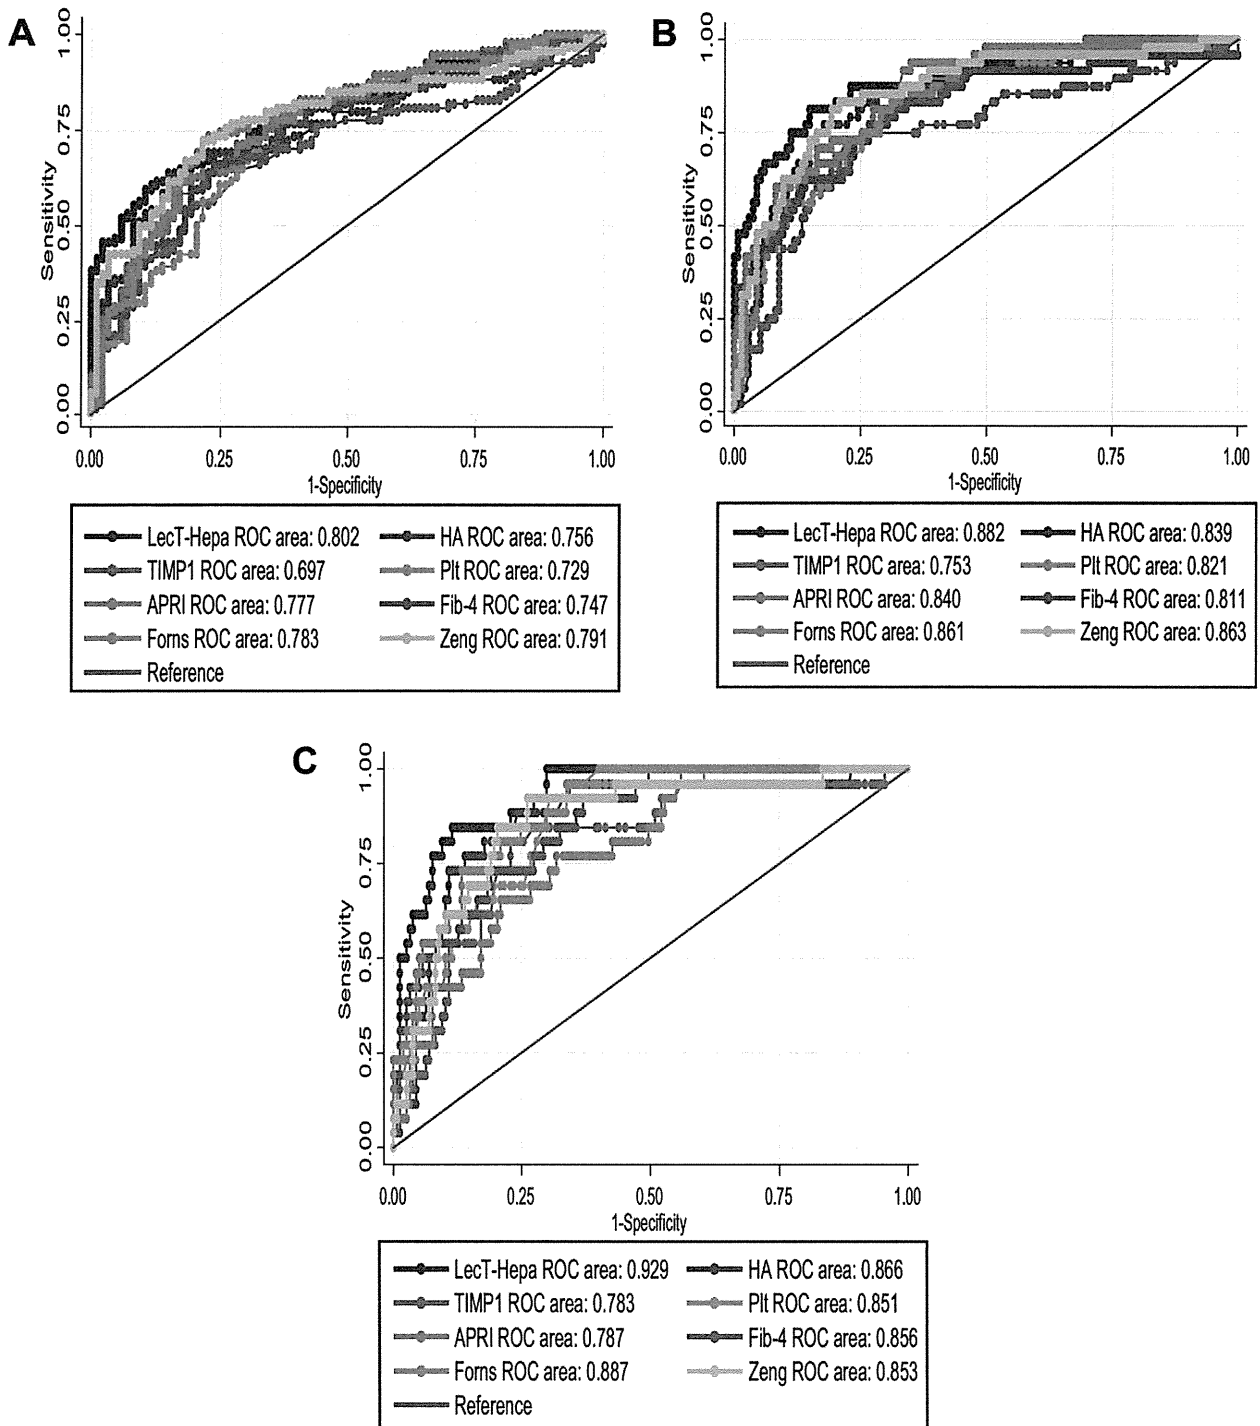 A
Sensitivity
0.00 0.25 0.50 0.75 1.00
0.00 0.25 0.50 0.75 1.00
1-Specificity
LecT-Hepa ROC area: 0.802 HA ROC area: 0.756
TIMP1 ROC area: 0.697 Plt ROC area: 0.729
APRI ROC area: 0.777 Fib-4 ROC area: 0.747
Forns ROC area: 0.783 Zeng ROC area: 0.791
Reference
B
Sensitivity
0.00 0.25 0.50 0.75 1.00
0.00 0.25 0.50 0.75 1.00
1-Specificity
LecT-Hepa ROC area: 0.882 HA ROC area: 0.839
TIMP1 ROC area: 0.753 Plt ROC area: 0.821
APRI ROC area: 0.840 Fib-4 ROC area: 0.811
Forns ROC area: 0.861 Zeng ROC area: 0.863
Reference
C
Sensitivity
0.00 0.25 0.50 0.75 1.00
0.00 0.25 0.50 0.75 1.00
1-Specificity
LecT-Hepa ROC area: 0.929 HA ROC area: 0.866
TIMP1 ROC area: 0.783 Plt ROC area: 0.851
APRI ROC area: 0.787 Fib-4 ROC area: 0.856
Forns ROC area: 0.887 Zeng ROC area: 0.853
Reference